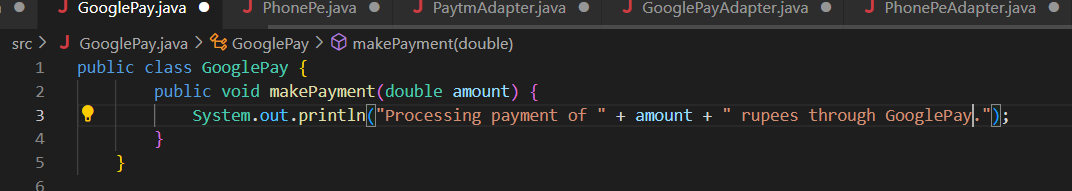 GooglePay.java PhonePe.java PaytmAdapter.java GooglePayAdapter.java PhonePeAdapter.java
src > GooglePay.java > GooglePay > makePayment(double)
1 public class GooglePay {
2 public void makePayment(double amount) {
3 System.out.println("Processing payment of " + amount + " rupees through GooglePay.");
4 }
5 }
6